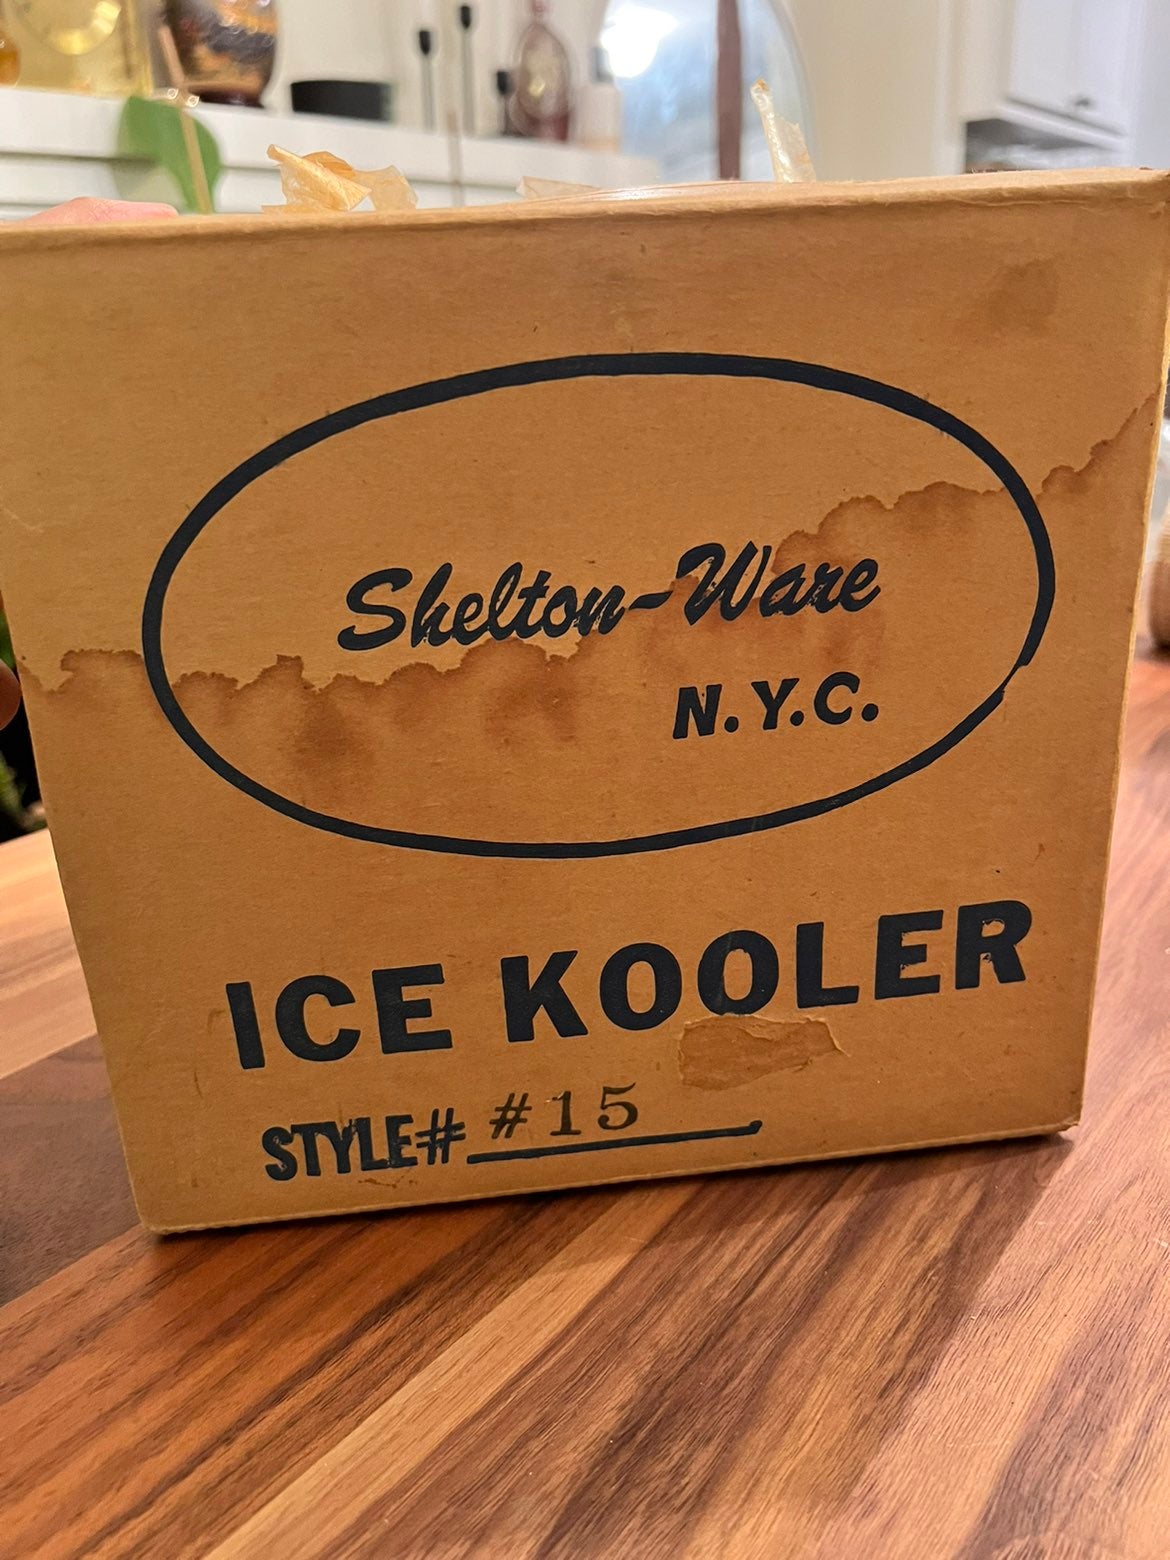 Shelton-Ware
N.Y.C.
ICE KOOLER
STYLE# #15